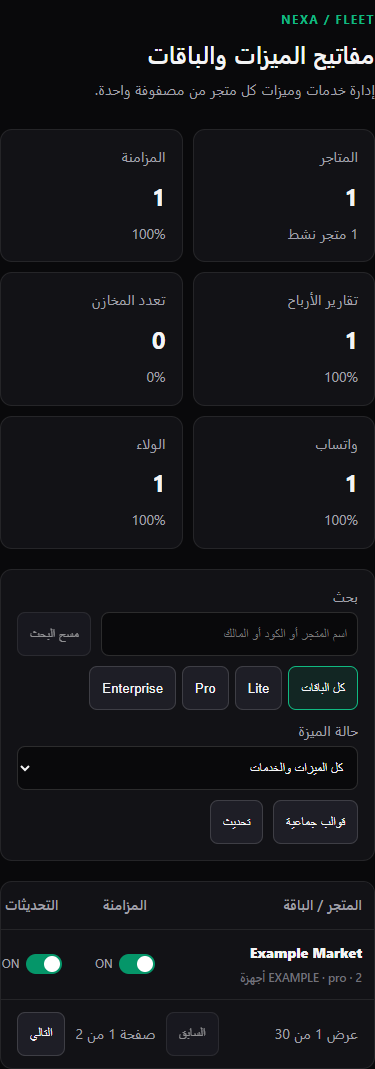 NEXA / FLEET
مفاتيح الميزات والباقات
إدارة خدمات وميزات كل متجر من مصفوفة واحدة.
المتاجر
1
1 متجر نشط
المزامنة
1
100%
تقارير الأرباح
1
100%
تعدد المخازن
0
0%
واتساب
1
100%
الولاء
1
100%
بحث
اسم المتجر أو الكود أو المالك
مسح البحث
كل الباقات
Lite
Pro
Enterprise
حالة الميزة
كل الميزات والخدمات
قوالب جماعية
تحديث
المتجر / الباقة
المزامنة
التحديثات
Example Market
EXAMPLE · pro · 2 أجهزة
ON
ON
عرض 1 من 30
السابق
صفحة 1 من 2
التالي